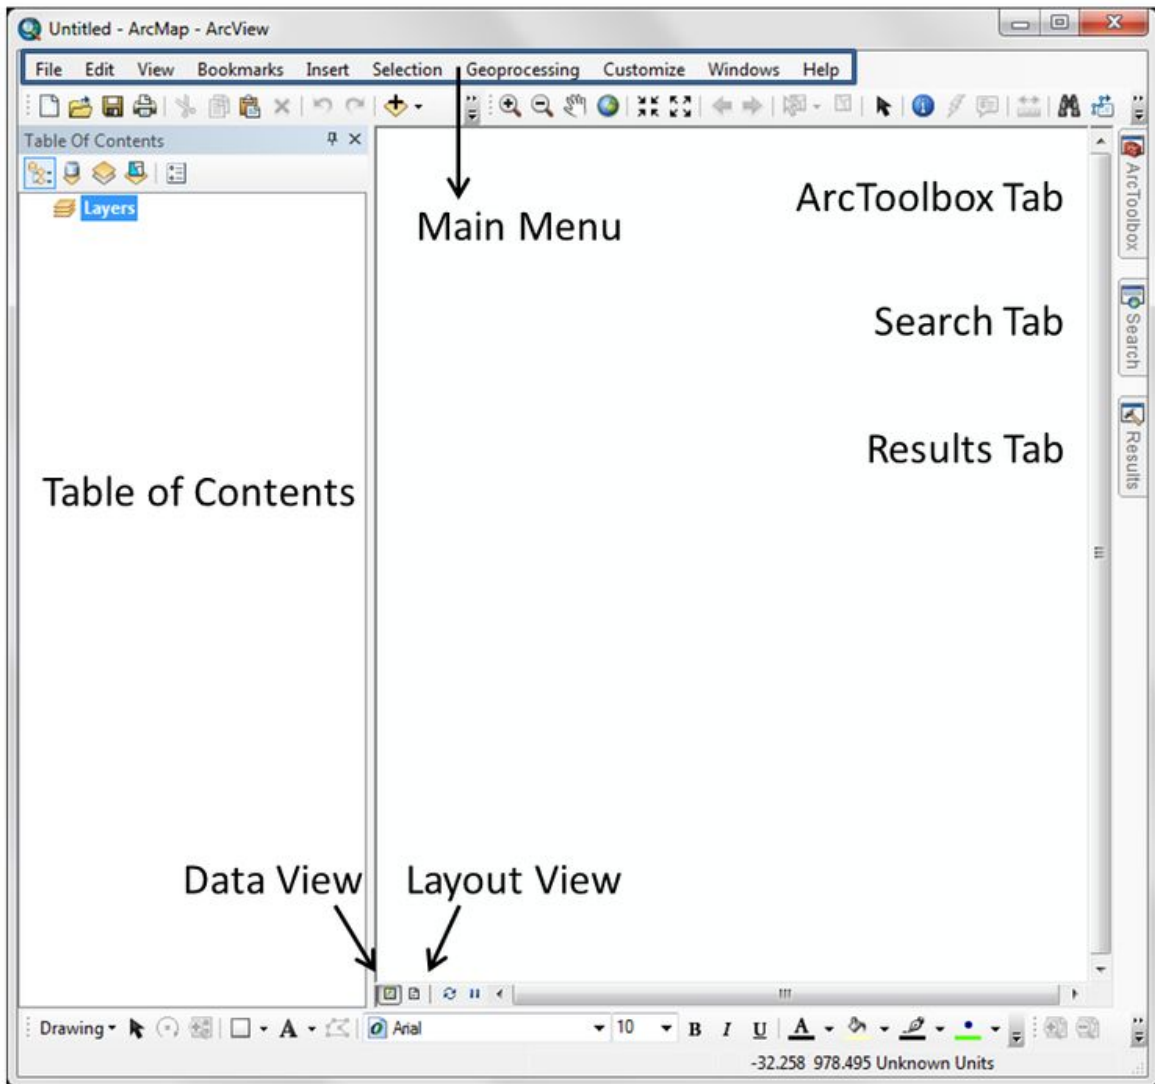 Untitled - ArcMap - ArcView
File Edit View Bookmarks Insert Selection Geoprocessing Customize Windows Help
Table Of Contents
Layers
Main Menu
ArcToolbox Tab
Search Tab
Results Tab
Table of Contents
ArcToolbox
Search
Results
Data View
Layout View
Drawing A Arial 10 B I U A
-32.258 978.495 Unknown Units